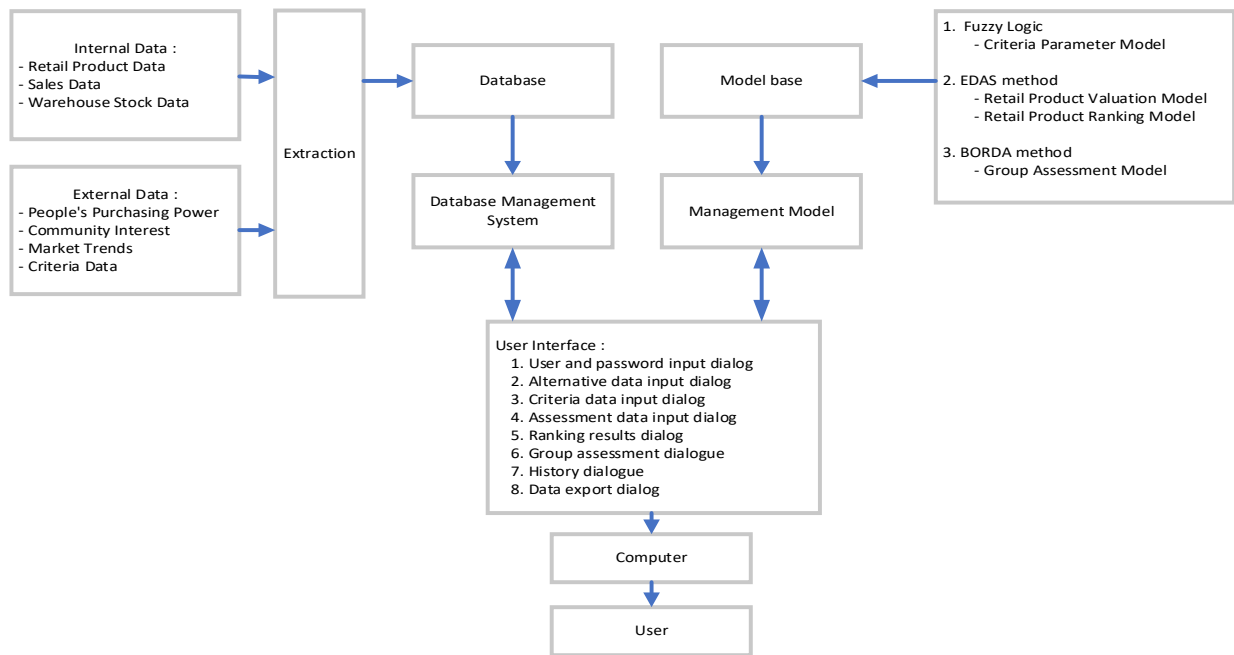 Internal Data :
- Retail Product Data
- Sales Data
- Warehouse Stock Data
External Data :
- People's Purchasing Power
- Community Interest
- Market Trends
- Criteria Data
Extraction
Database
Database Management
System
Model base
Management Model
1. Fuzzy Logic
- Criteria Parameter Model
2. EDAS method
- Retail Product Valuation Model
- Retail Product Ranking Model
3. BORDA method
- Group Assessment Model
User Interface :
1. User and password input dialog
2. Alternative data input dialog
3. Criteria data input dialog
4. Assessment data input dialog
5. Ranking results dialog
6. Group assessment dialogue
7. History dialogue
8. Data export dialog
Computer
User